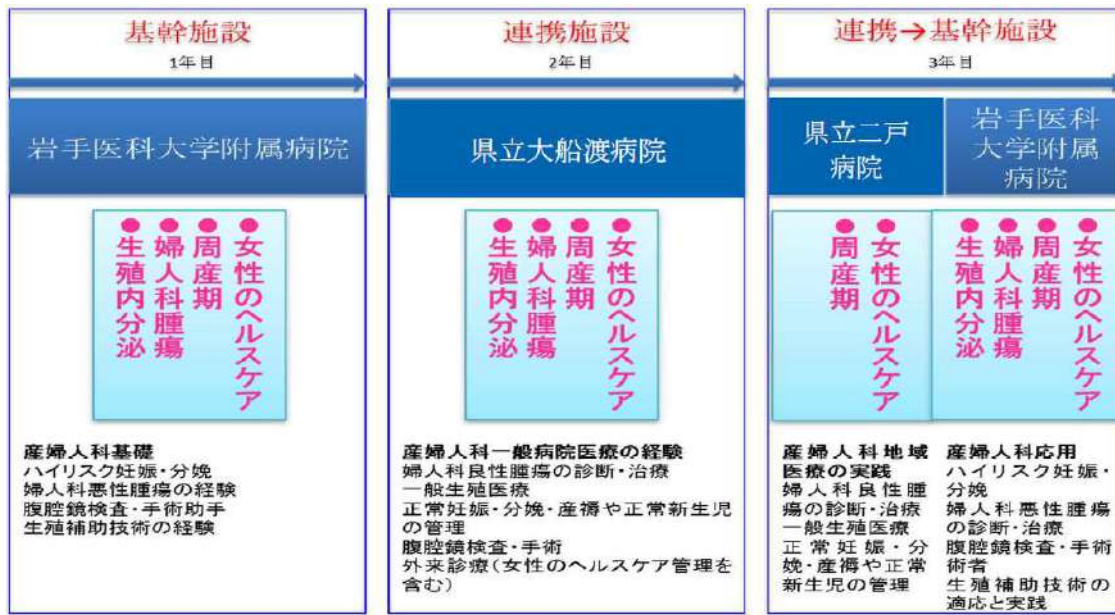 基幹施設
1年目
岩手医科大学附属病院
●女性のヘルスケア
●周産期
●婦人科腫瘍
●生殖内分泌
産婦人科基礎
ハイリスク妊娠・分娩
婦人科悪性腫瘍の経験
腹腔鏡検査・手術助手
生殖補助技術の経験
連携施設
2年目
県立大船渡病院
●女性のヘルスケア
●周産期
●婦人科腫瘍
●生殖内分泌
産婦人科一般病院医療の経験
婦人科良性腫瘍の診断・治療
一般生殖医療
正常妊娠・分娩・産褥や正常新生児
の管理
腹腔鏡検査・手術
外来診療(女性のヘルスケア管理を
含む)
連携→基幹施設
3年目
県立二戸
病院
●女性のヘルスケア
●周産期
産婦人科地域
医療の実践
婦人科良性腫
瘍の診断・治療
一般生殖医療
正常妊娠・分
娩・産褥や正常
新生児の管理
岩手医科
大学附属
病院
●女性のヘルスケア
●周産期
●婦人科腫瘍
●生殖内分泌
産婦人科応用
ハイリスク妊娠・
分娩
婦人科悪性腫瘍
の診断・治療
腹腔鏡検査・手術
術者
生殖補助技術の
適応と実践